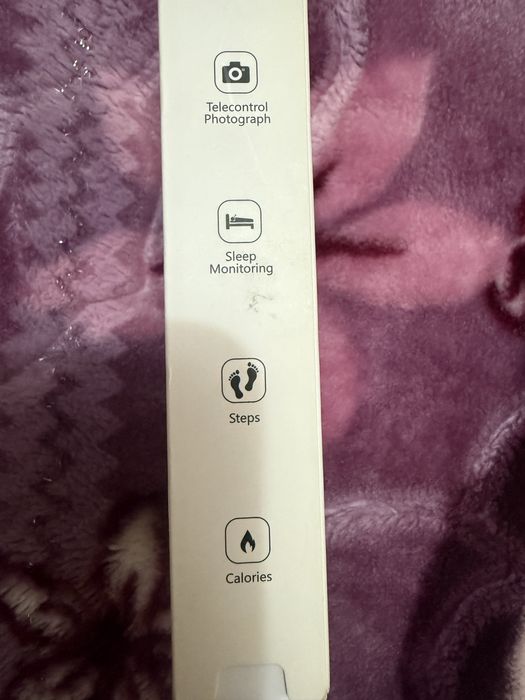 Telecontrol
Photograph
Sleep
Monitoring
Steps
Calories